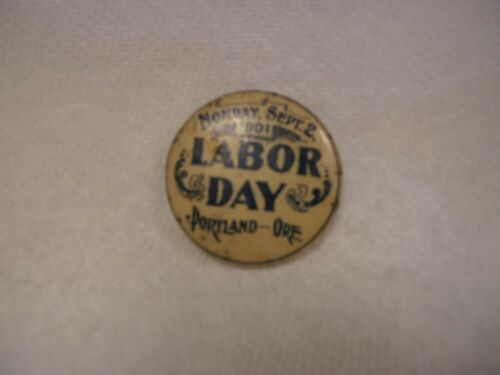 MONDAY, SEPT. 2,
1901
LABOR
DAY
PORTLAND - ORE.